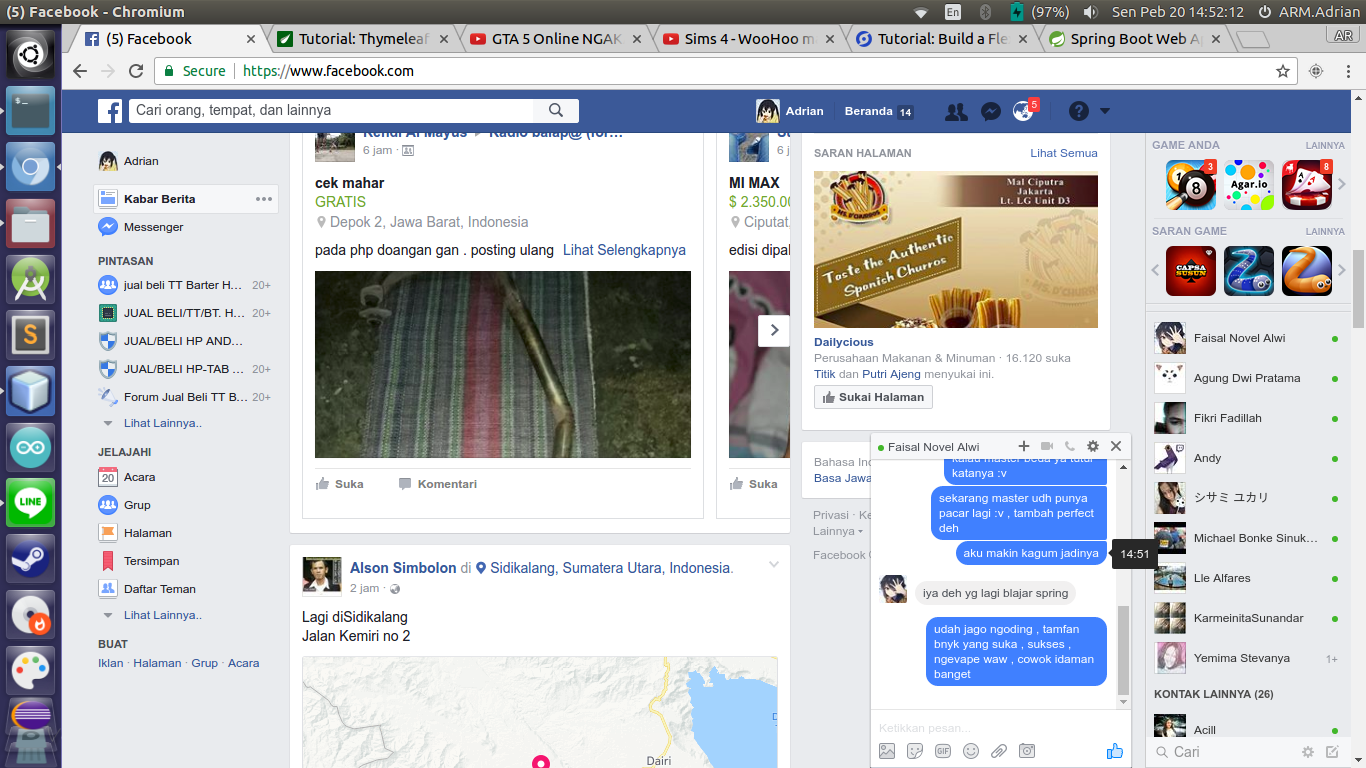 (5) Facebook - Chromium
En
(97%)
Sen Peb 20 14:52:12
ARM.Adrian
(5) Facebook
Tutorial: Thymeleaf
GTA 5 Online NGAK
Sims 4 - WooHoo m
Tutorial: Build a Fle
Spring Boot Web A
AR
Secure
https://www.facebook.com
Cari orang, tempat, dan lainnya
Adrian
Beranda 14
5
Adrian
Kabar Berita
Messenger
PINTASAN
jual beli TT Barter H... 20+
JUAL BELI/TT/BT. H... 20+
JUAL/BELI HP AND...
JUAL/BELI HP-TAB ... 20+
Forum Jual Beli TT B... 20+
Lihat Lainnya..
JELAJAHI
20 Acara
Grup
Halaman
Tersimpan
Daftar Teman
Lihat Lainnya..
BUAT
Iklan · Halaman · Grup · Acara
6 jam ·
cek mahar
GRATIS
Depok 2, Jawa Barat, Indonesia
pada php doangan gan . posting ulang Lihat Selengkapnya
Suka
Komentari
6 j
MI MAX
$ 2.350.00
Ciputat
edisi dipal
Suka
Alson Simbolon di Sidikalang, Sumatera Utara, Indonesia.
2 jam ·
Lagi diSidikalang
Jalan Kemiri no 2
Dairi
SARAN HALAMAN
Lihat Semua
Mal Ciputra
Jakarta
Lt. LG Unit D3
Taste the Authentic
Sponish Churros
Dailycious
Perusahaan Makanan & Minuman · 16.120 suka
Titik dan Putri Ajeng menyukai ini.
Sukai Halaman
Bahasa Ind
Basa Jawa
Privasi · Ke
Lainnya
Facebook
Faisal Novel Alwi
katanya :v
sekarang master udh punya
pacar lagi :v , tambah perfect
deh
aku makin kagum jadinya
14:51
iya deh yg lagi blajar spring
udah jago ngoding , tamfan
bnyk yang suka , sukses ,
ngevape waw , cowok idaman
banget
Ketikkan pesan...
GIF
GAME ANDA
LAINNYA
3
8
Agar.io
8
SARAN GAME
LAINNYA
CAPSA
SUSUN
Faisal Novel Alwi
Agung Dwi Pratama
Fikri Fadillah
Andy
シサミ ユカリ
Michael Bonke Sinuk...
Lle Alfares
KarmeinitaSunandar
Yemima Stevanya 1+
KONTAK LAINNYA (26)
Acill
Cari
LINE